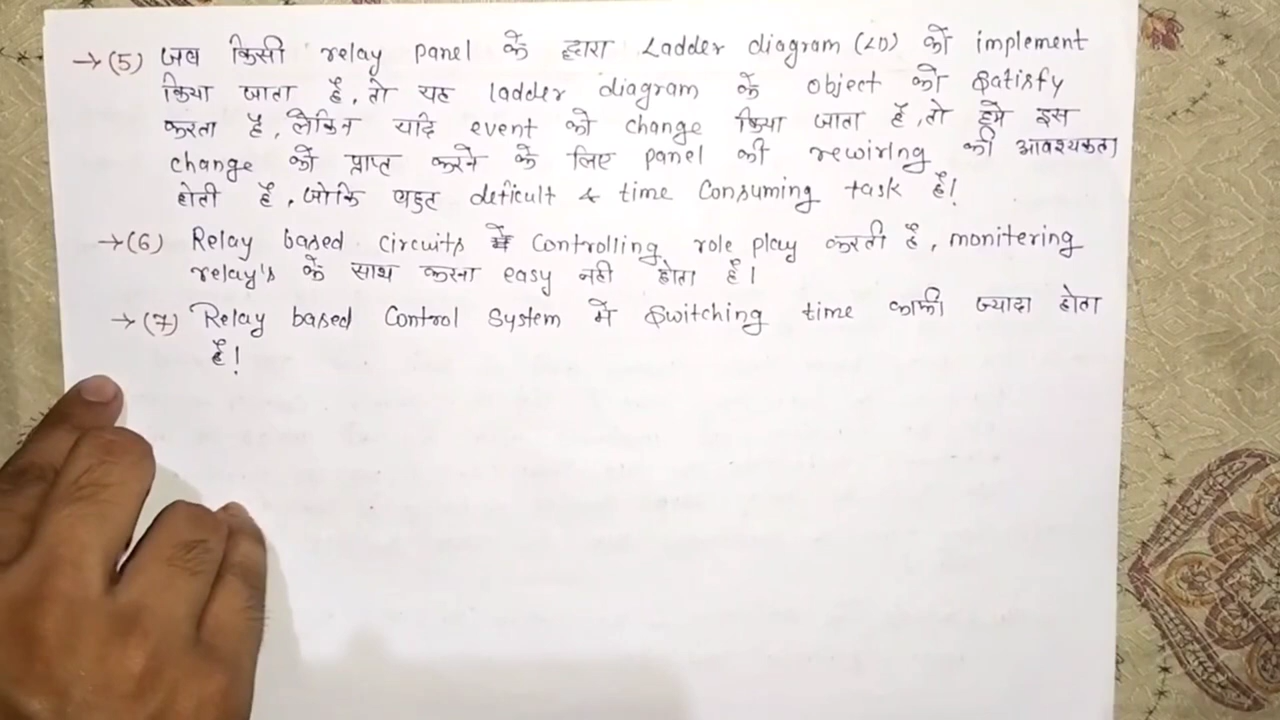 →(5) जब किसी relay panel के द्वारा Ladder diagram (LD) को implement
किया जाता है, तो यह ladder diagram के object को satisfy
करता है, लेकिन यदि event को change किया जाता है, तो हमे इस
change को प्राप्त करने के लिए panel की rewiring की आवश्यकता
होती है, जोकि बहुत deficult & time consuming task है!
→(6) Relay based circuits में controlling role play करती है, monitering
relay's के साथ करना easy नही होता है।
→(7) Relay based control system में switching time काफी ज्यादा होता
है!